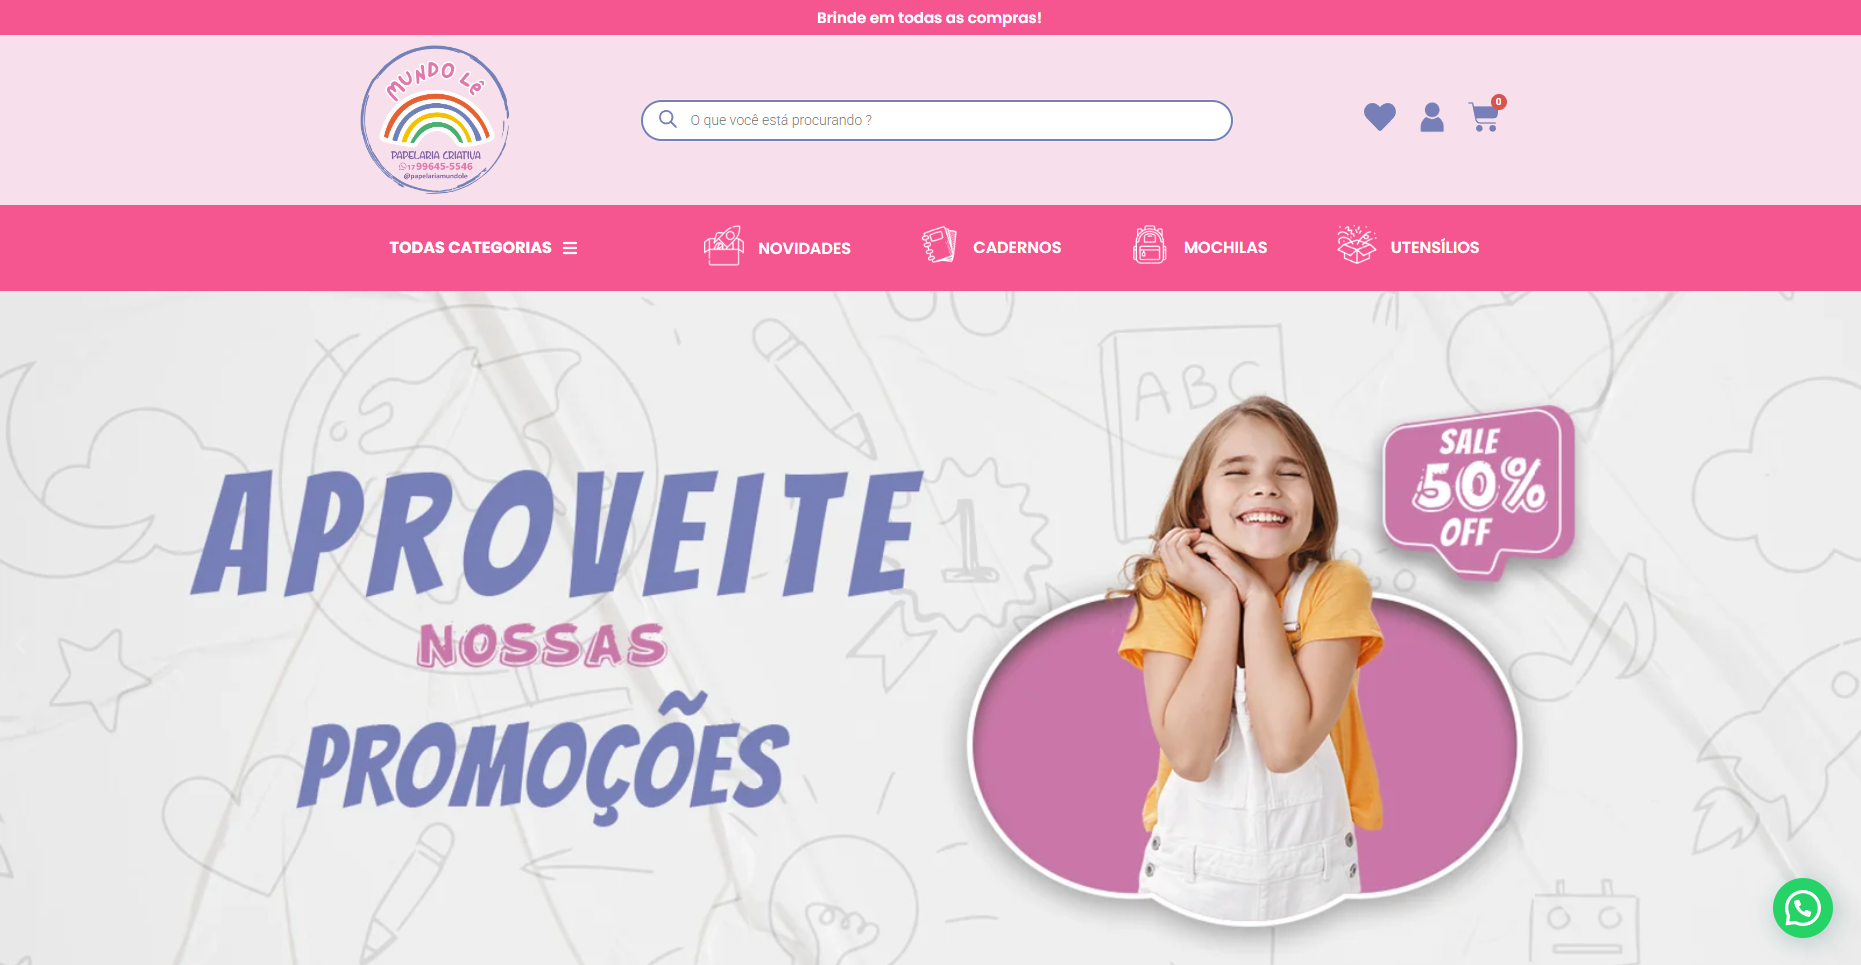 Brinde em todas as compras!
MUNDO LÊ
PAPELARIA CRIATIVA
17 99645-5546
@papelariamundole
O que você está procurando ?
0
TODAS CATEGORIAS
NOVIDADES
CADERNOS
MOCHILAS
UTENSÍLIOS
ABC
1
SALE
50%
OFF
APROVEITE
NOSSAS
PROMOÇÕES